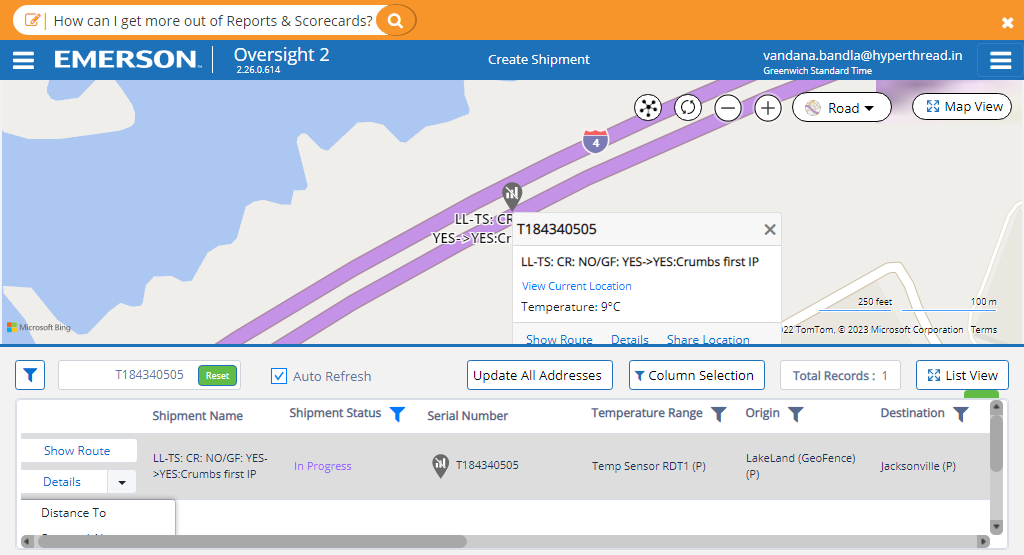 How can I get more out of Reports & Scorecards?
EMERSON
Oversight 2
2.26.0.614
Create Shipment
vandana.bandla@hyperthread.in
Greenwich Standard Time
Road
Map View
4
LL-TS: CR
YES->YES:Cr
T184340505
LL-TS: CR: NO/GF: YES->YES:Crumbs first IP
View Current Location
Temperature: 9°C
Show Route Details Share Location
250 feet 100 m
Microsoft Bing
22 TomTom, © 2023 Microsoft Corporation Terms
T184340505 Reset
Auto Refresh
Update All Addresses
Column Selection
Total Records : 1
List View
Shipment Name Shipment Status Serial Number Temperature Range Origin Destination
Show Route
Details
LL-TS: CR: NO/GF: YES-
>YES:Crumbs first IP
In Progress
T184340505
Temp Sensor RDT1 (P)
LakeLand (GeoFence)
(P)
Jacksonville (P)
Distance To